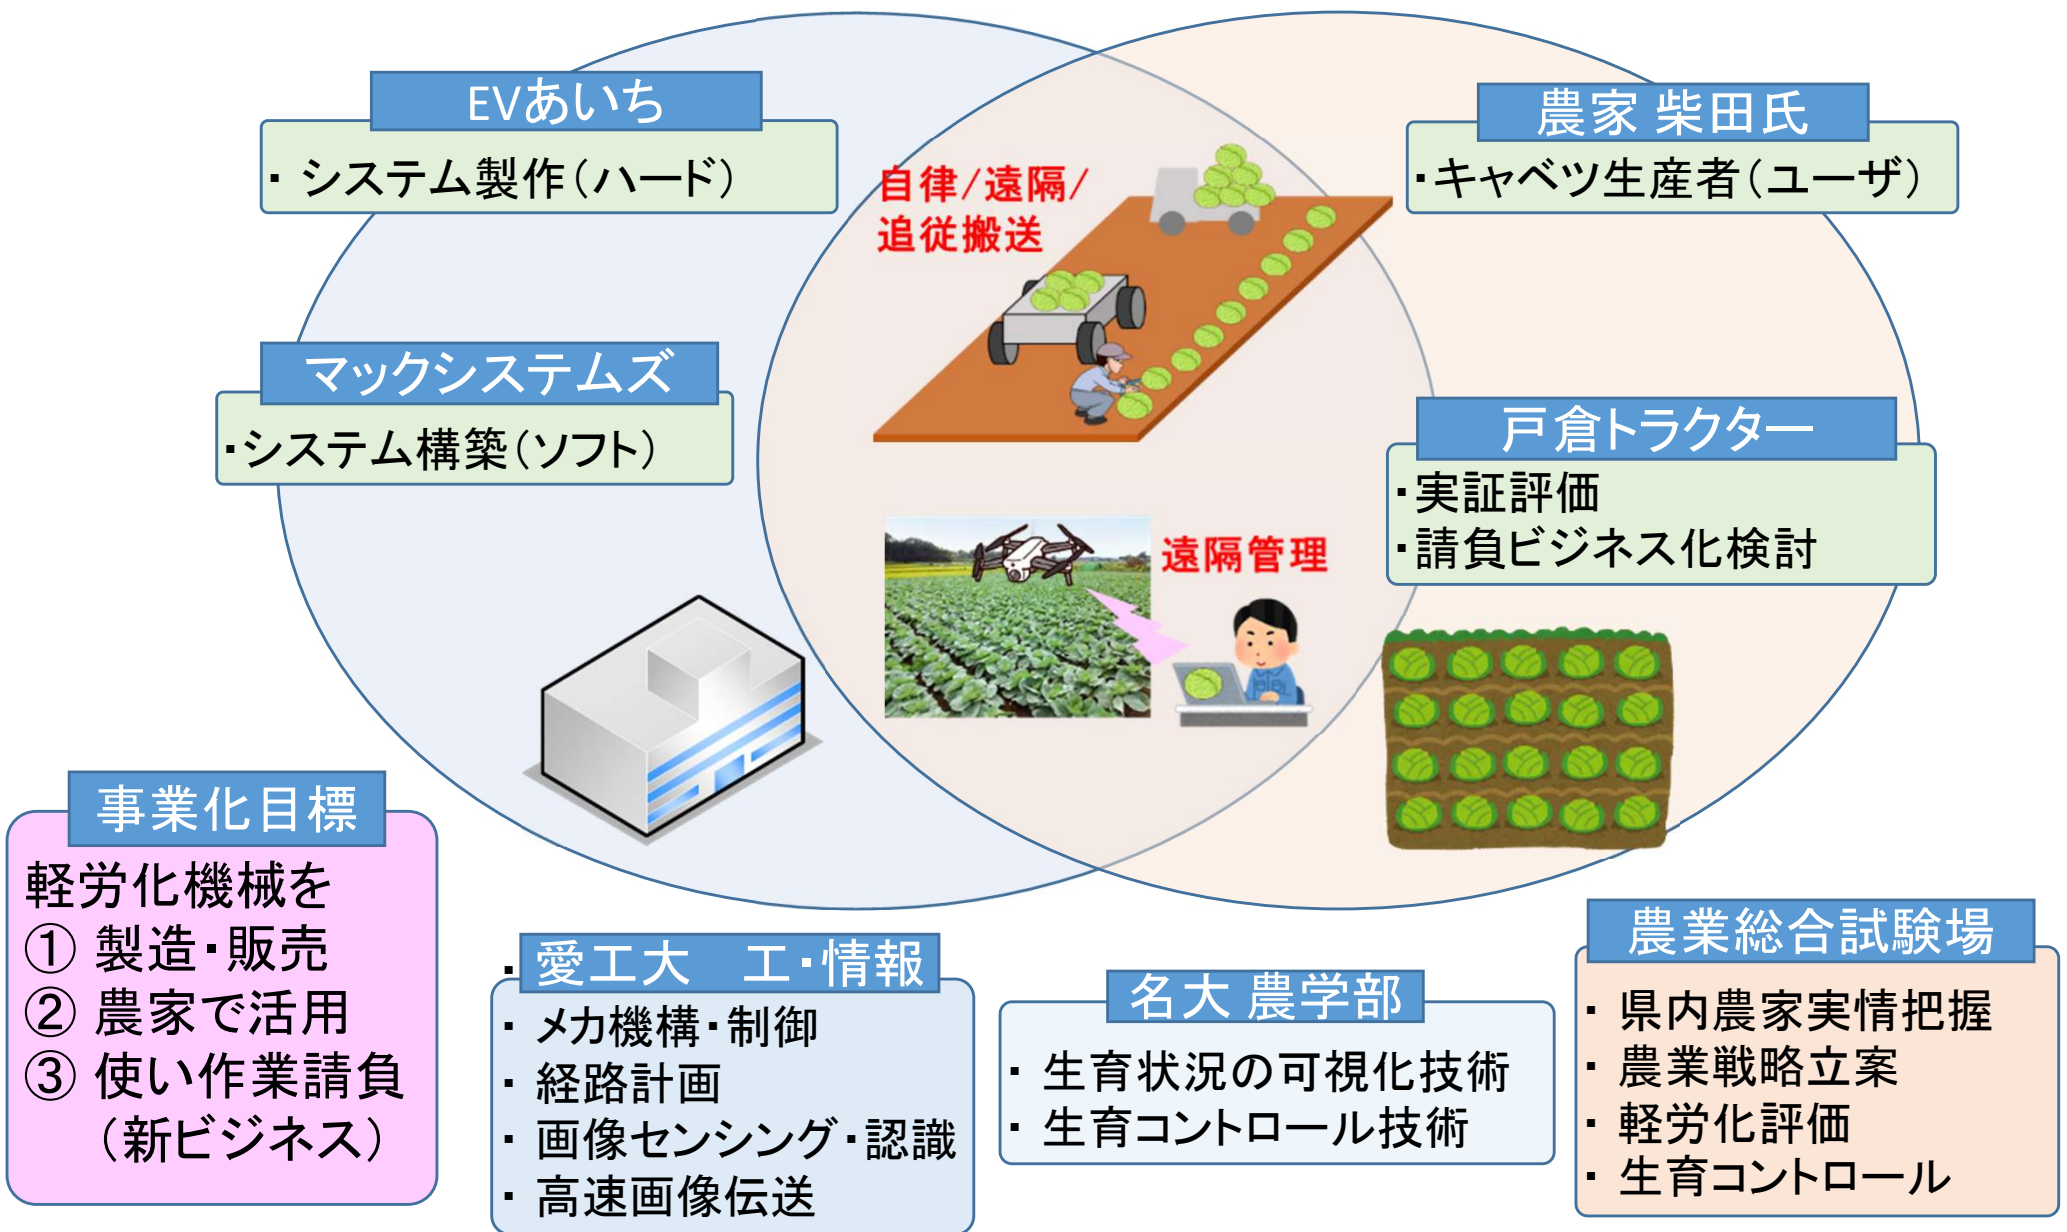 EVあいち
・ システム製作(ハード)
農家 柴田氏
・キャベツ生産者(ユーザ)
自律/遠隔/
追従搬送
マックシステムズ
・システム構築(ソフト)
戸倉トラクター
・実証評価
・請負ビジネス化検討
遠隔管理
事業化目標
軽労化機械を
① 製造・販売
② 農家で活用
③ 使い作業請負
(新ビジネス)
・愛工大　工・情報
・ メカ機構・制御
・ 経路計画
・ 画像センシング・認識
・ 高速画像伝送
名大 農学部
・ 生育状況の可視化技術
・ 生育コントロール技術
農業総合試験場
・ 県内農家実情把握
・ 農業戦略立案
・ 軽労化評価
・ 生育コントロール